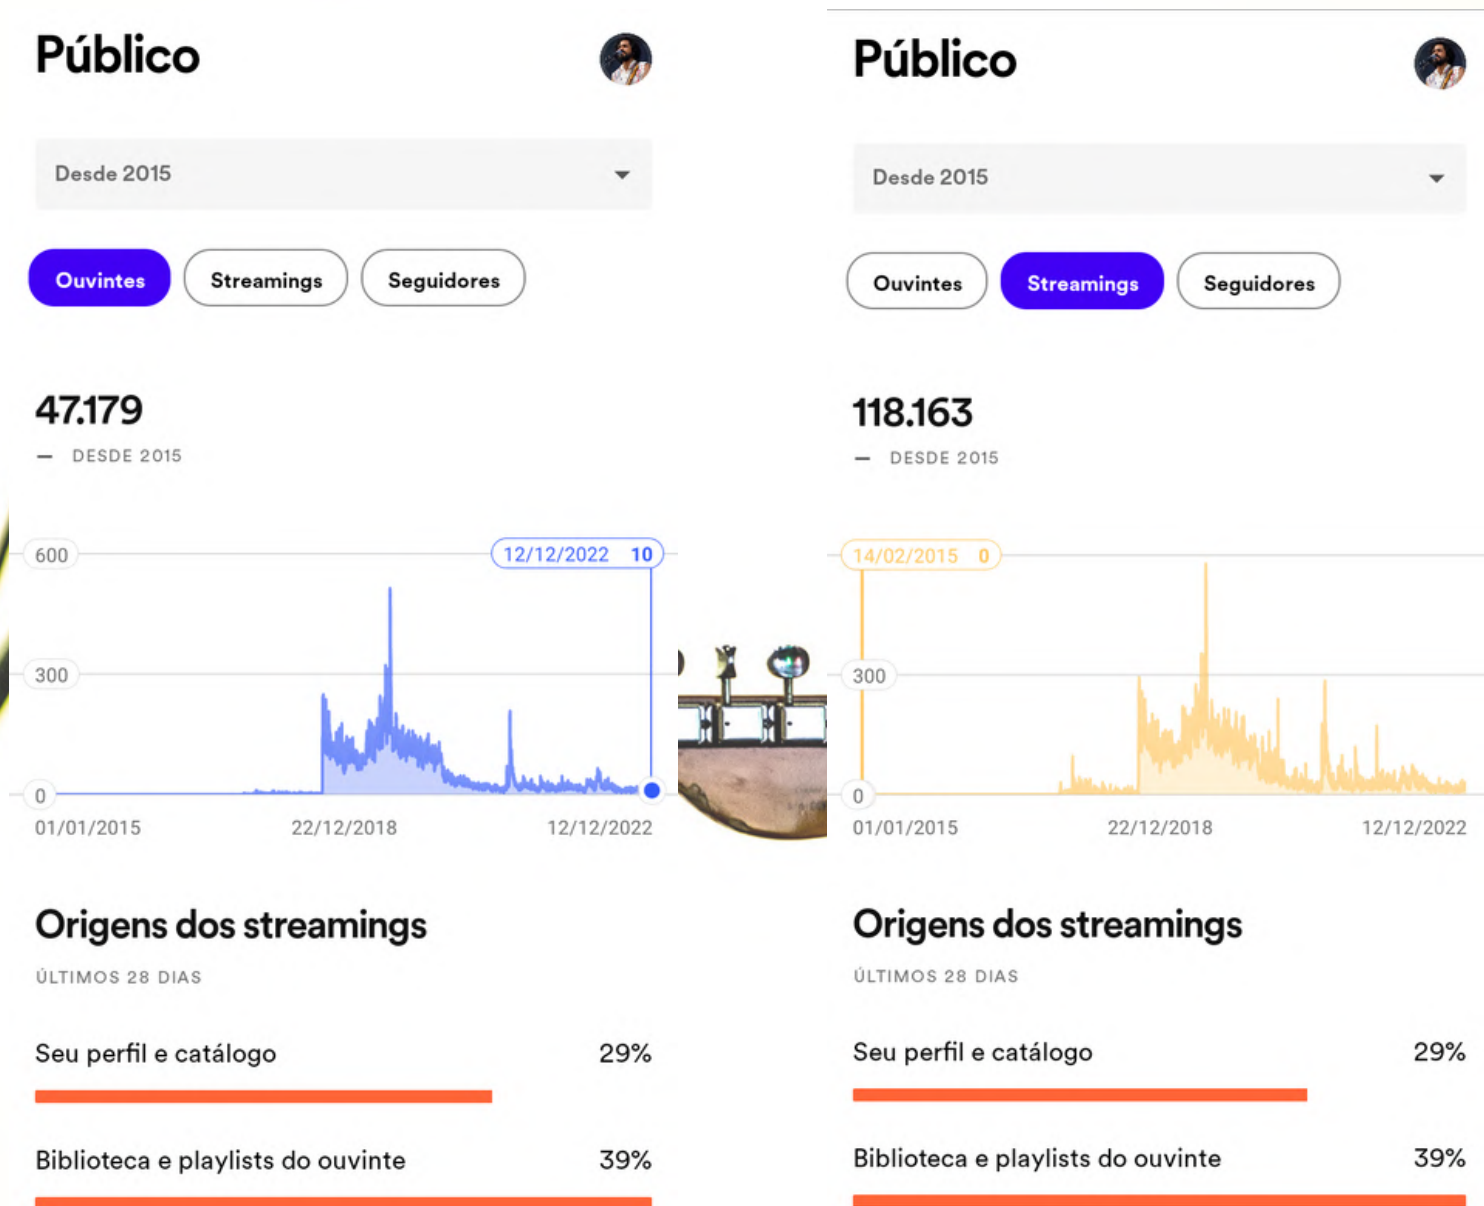 Público
Desde 2015
Ouvintes Streamings Seguidores
47.179
— DESDE 2015
600
12/12/2022 10
300
0
01/01/2015 22/12/2018 12/12/2022
Origens dos streamings
ÚLTIMOS 28 DIAS
Seu perfil e catálogo 29%
Biblioteca e playlists do ouvinte 39%
Público
Desde 2015
Ouvintes Streamings Seguidores
118.163
— DESDE 2015
14/02/2015 0
300
0
01/01/2015 22/12/2018 12/12/2022
Origens dos streamings
ÚLTIMOS 28 DIAS
Seu perfil e catálogo 29%
Biblioteca e playlists do ouvinte 39%